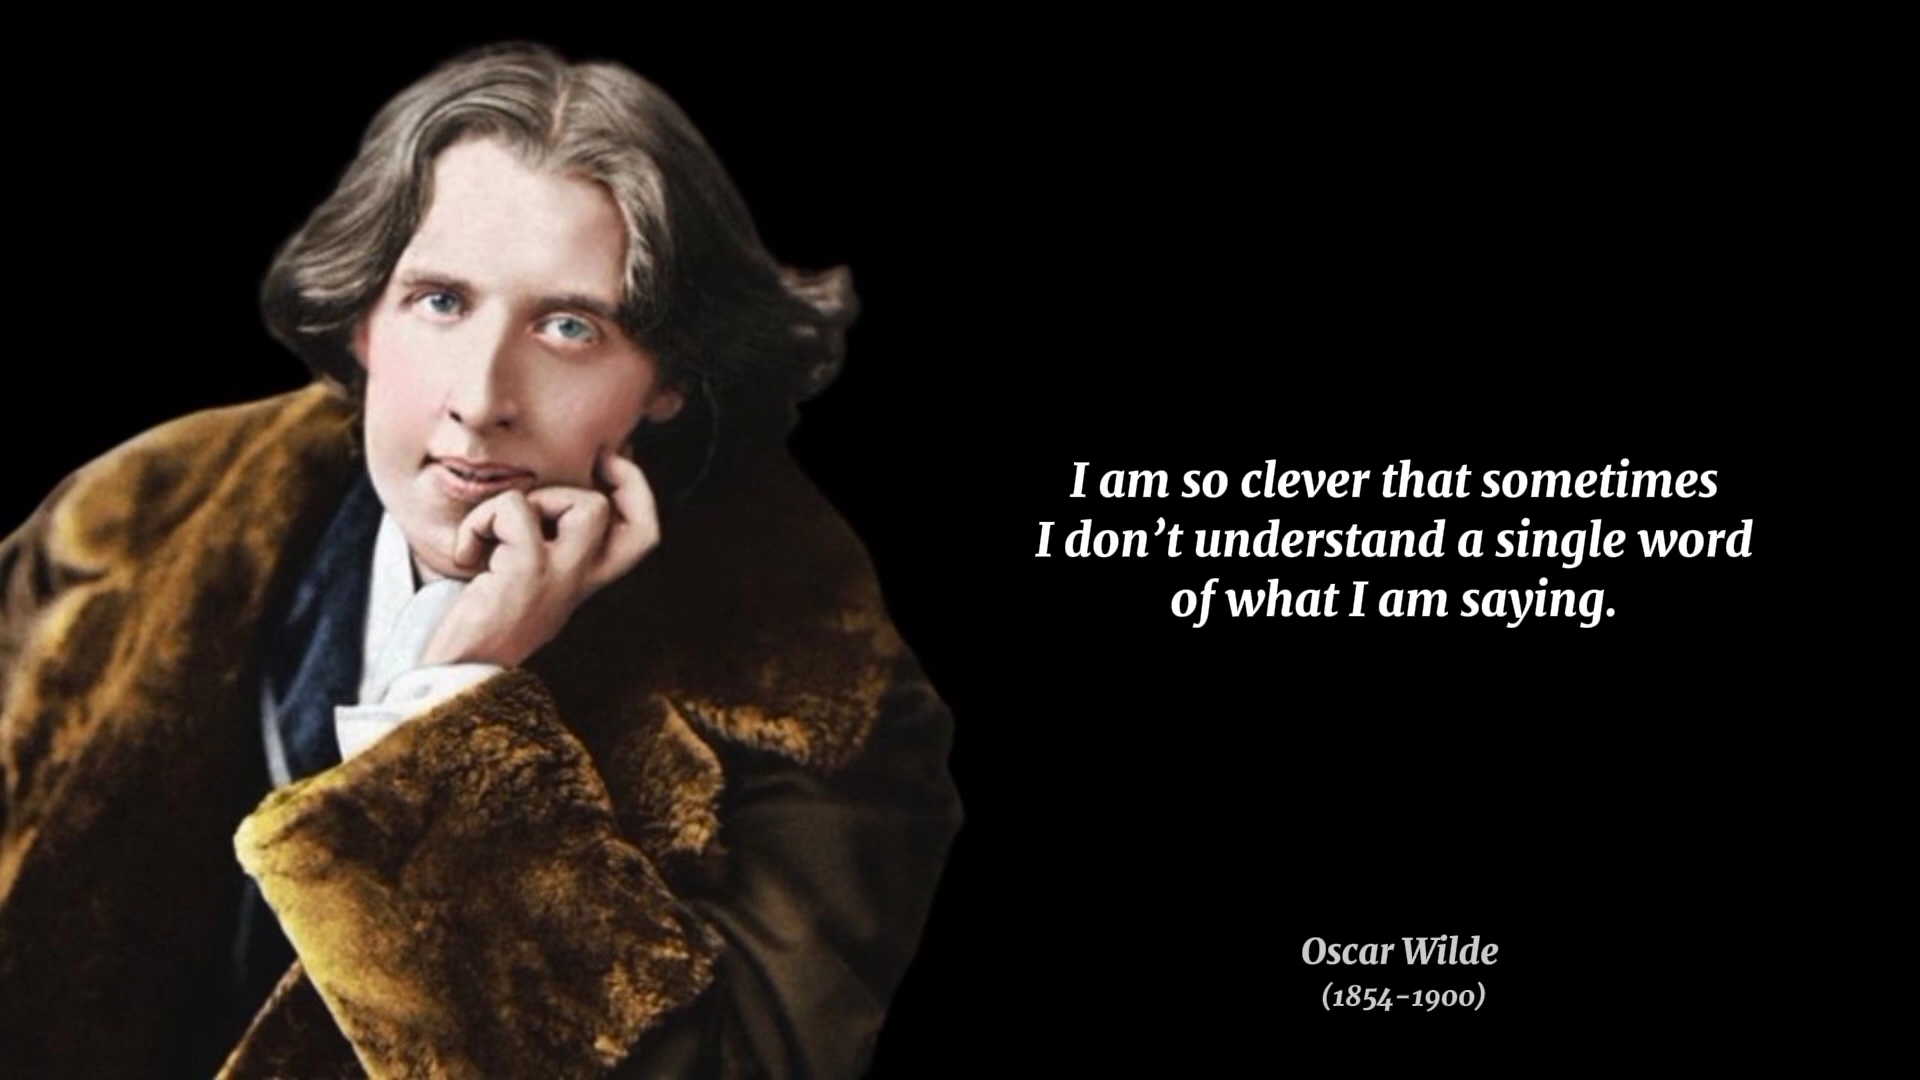 I am so clever that sometimes
I don’t understand a single word
of what I am saying.
Oscar Wilde
(1854–1900)